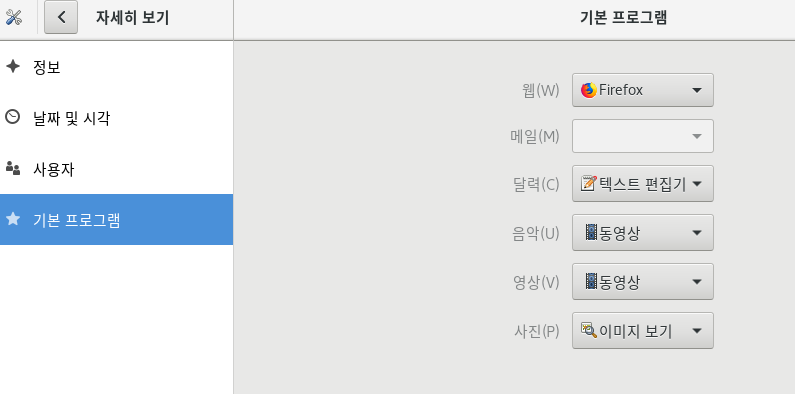 자세히 보기
기본 프로그램
정보
날짜 및 시각
사용자
기본 프로그램
웹(W) Firefox
메일(M)
달력(C) 텍스트 편집기
음악(U) 동영상
영상(V) 동영상
사진(P) 이미지 보기